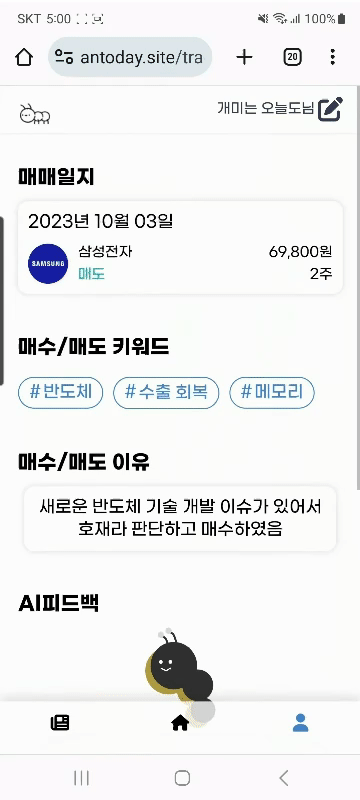 SKT 5:00 100%
antoday.site/tra 20
개미는 오늘도님
매매일지
2023년 10월 03일
SAMSUNG 삼성전자 69,800원
매도 2주
매수/매도 키워드
#반도체 #수출 회복 #메모리
매수/매도 이유
새로운 반도체 기술 개발 이슈가 있어서
호재라 판단하고 매수하였음
AI피드백